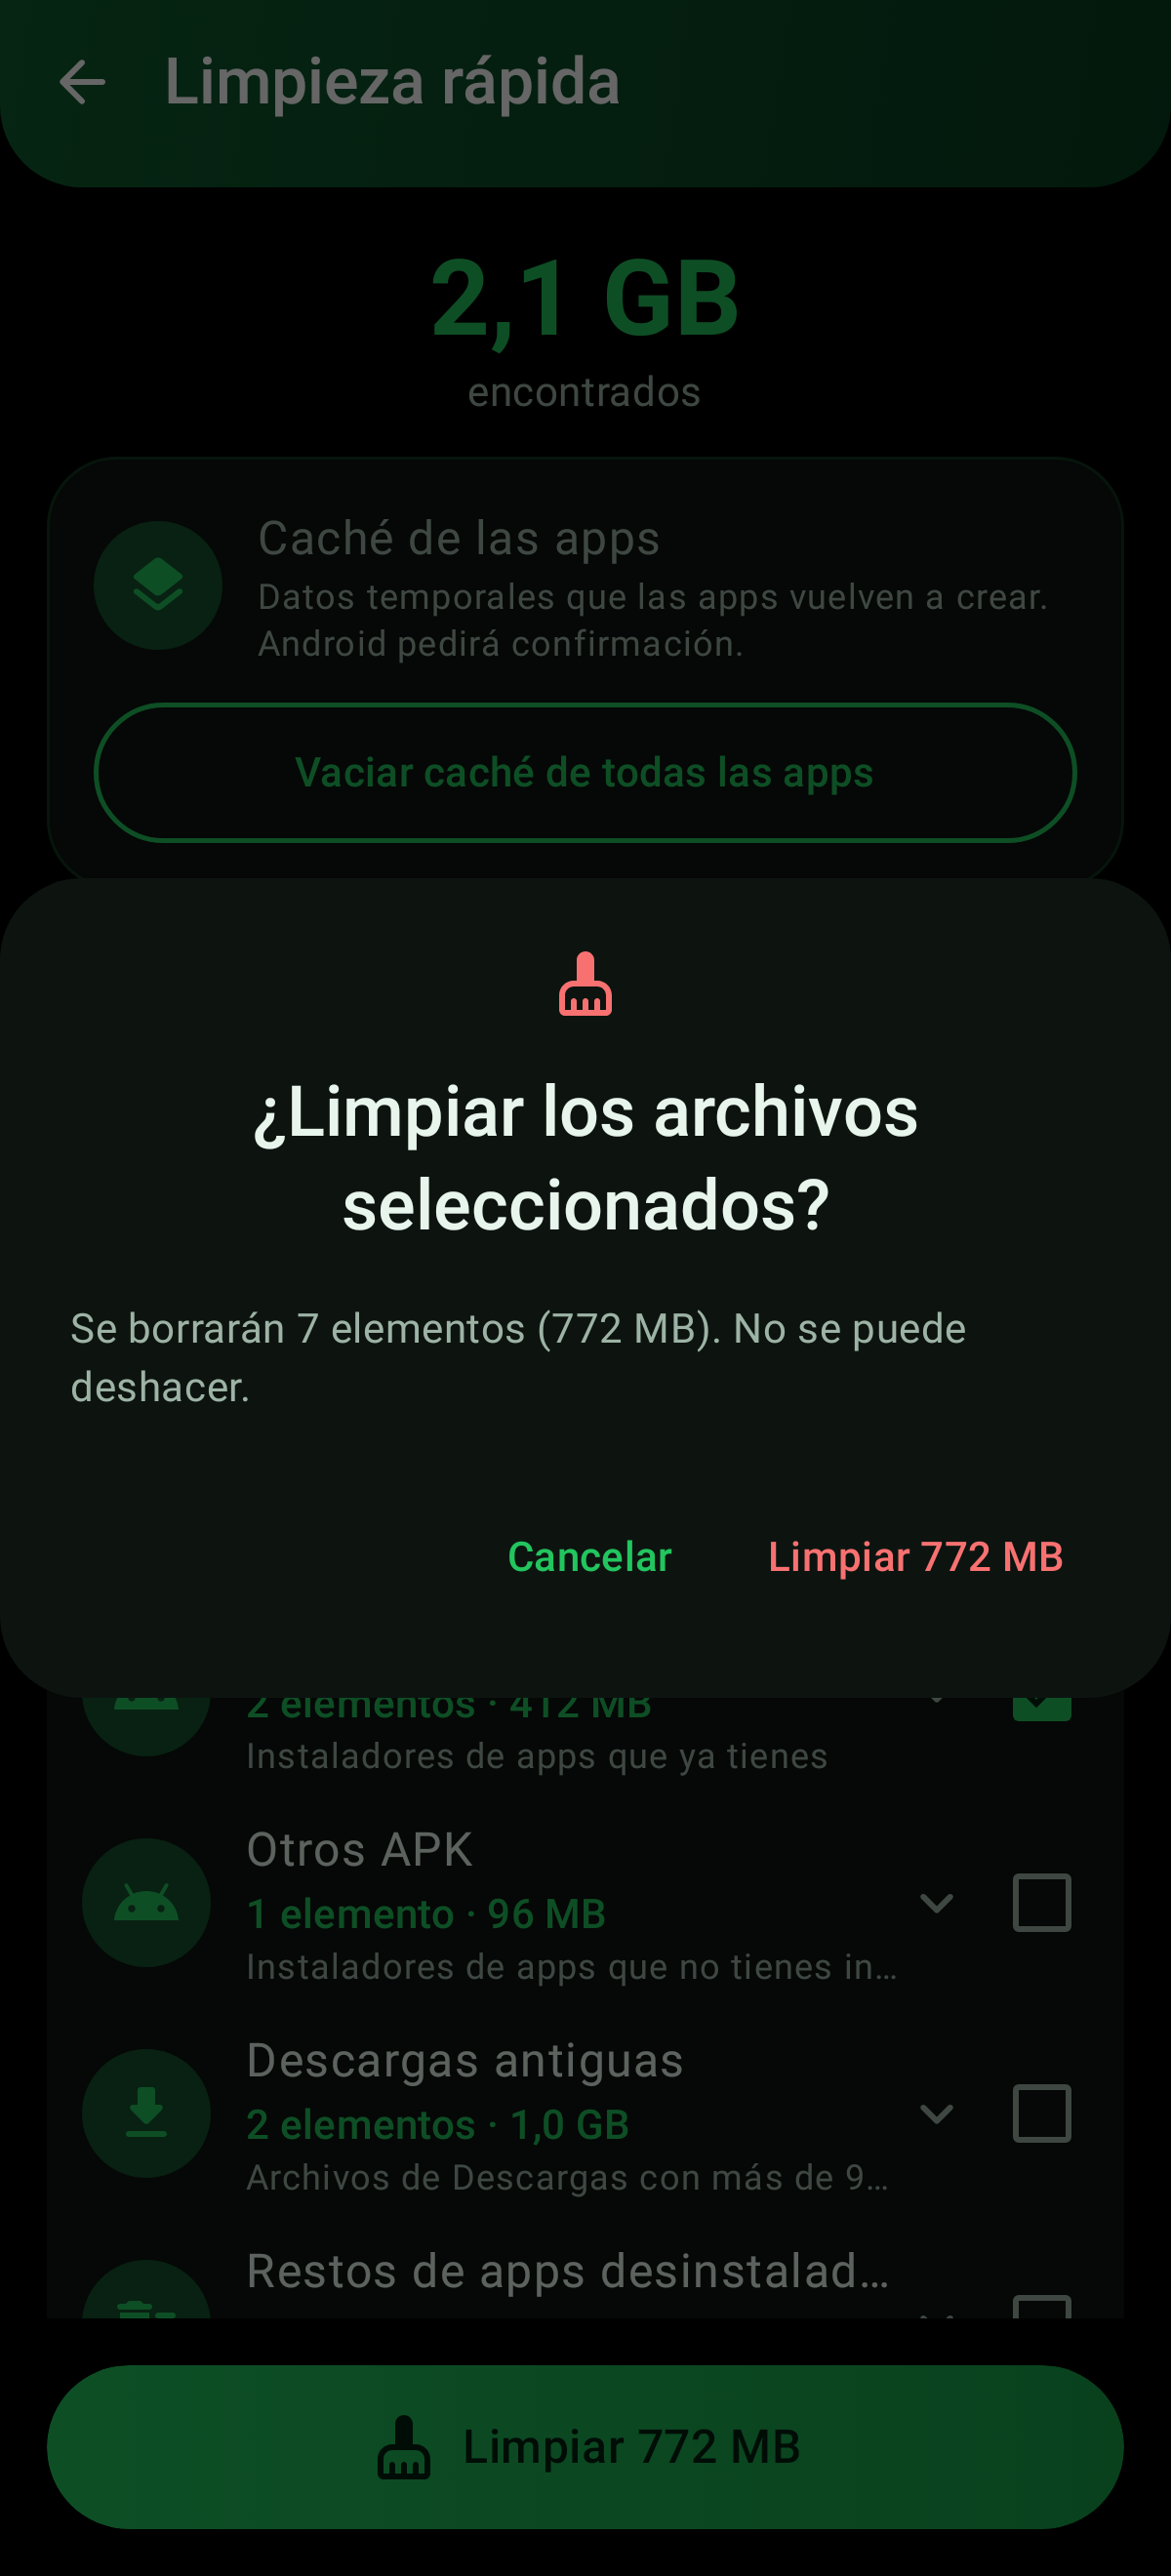 Limpieza rápida
2,1 GB
encontrados
Caché de las apps
Datos temporales que las apps vuelven a crear.
Android pedirá confirmación.
Vaciar caché de todas las apps
¿Limpiar los archivos
seleccionados?
Se borrarán 7 elementos (772 MB). No se puede
deshacer.
Cancelar
Limpiar 772 MB
2 elementos · 412 MB
Instaladores de apps que ya tienes
Otros APK
1 elemento · 96 MB
Instaladores de apps que no tienes in...
Descargas antiguas
2 elementos · 1,0 GB
Archivos de Descargas con más de 9...
Restos de apps desinstalad...
Limpiar 772 MB